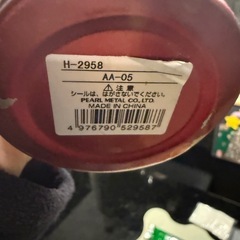 H-2958
AA-05
⚠ 注意
シールは、はがさないでください。
PEARL METAL CO.,LTD.
MADE IN CHINA
4 976790 529587